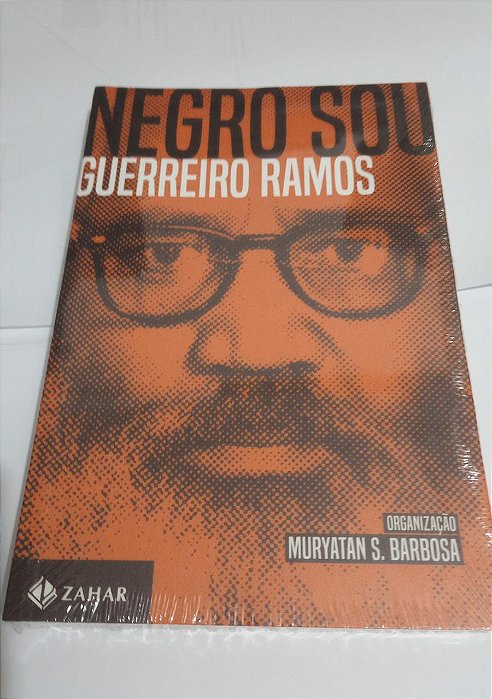 NEGRO SOU
GUERREIRO RAMOS
ORGANIZAÇÃO
MURYATAN S. BARBOSA
ZAHAR